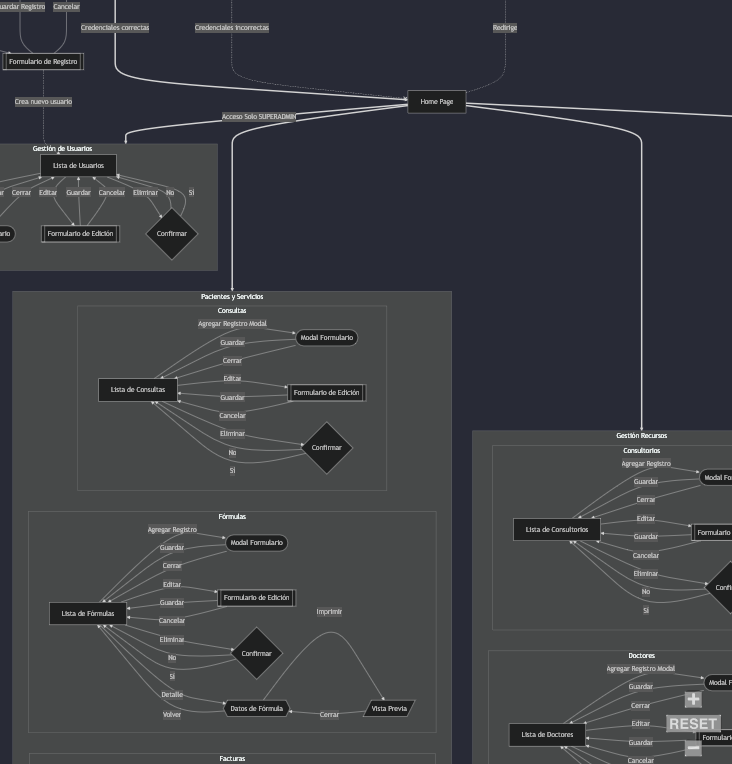 uardar Registro
Cancelar
Credenciales correctas
Credenciales incorrectas
Redirige
Formulario de Registro
Crea nuevo usuario
Home Page
Acceso Solo SUPERADMIN
Gestión de Usuarios
Lista de Usuarios
ar
Cerrar
Editar
Guardar
Cancelar
Eliminar
No
Si
ario
Formulario de Edición
Confirmar
Pacientes y Servicios
Consultas
Agregar Registro Modal
Modal Formulario
Guardar
Cerrar
Lista de Consultas
Editar
Formulario de Edición
Guardar
Cancelar
Eliminar
Confirmar
No
Si
Gestión Recursos
Consultorios
Agregar Registro
Modal Fo
Guardar
Cerrar
Lista de Consultorios
Editar
Formulario
Guardar
Cancelar
Eliminar
Confi
No
Si
Fórmulas
Agregar Registro
Modal Formulario
Guardar
Cerrar
Editar
Formulario de Edición
Guardar
Lista de Fórmulas
Imprimir
Cancelar
Eliminar
Confirmar
No
Si
Detalle
Datos de Fórmula
Vista Previa
Volver
Cerrar
Doctores
Agregar Registro Modal
Modal F
Guardar
Cerrar
Lista de Doctores
Editar
Formulari
Guardar
Cancelar
+
RESET
−
Facturas